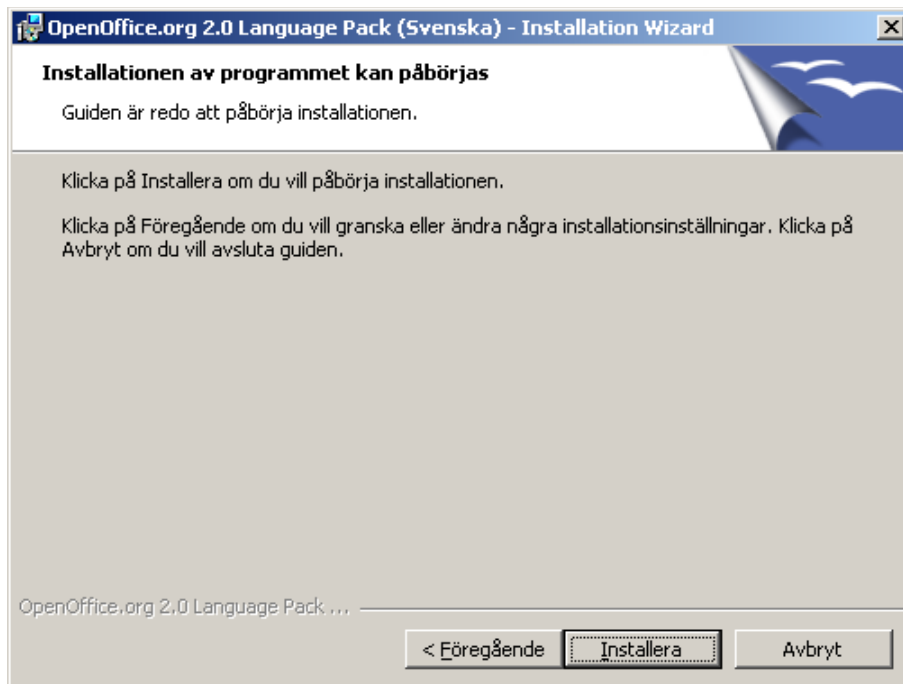 OpenOffice.org 2.0 Language Pack (Svenska) - Installation Wizard
Installationen av programmet kan påbörjas
Guiden är redo att påbörja installationen.
Klicka på Installera om du vill påbörja installationen.
Klicka på Föregående om du vill granska eller ändra några installationsinställningar. Klicka på
Avbryt om du vill avsluta guiden.
OpenOffice.org 2.0 Language Pack ...
< Föregående
Installera
Avbryt